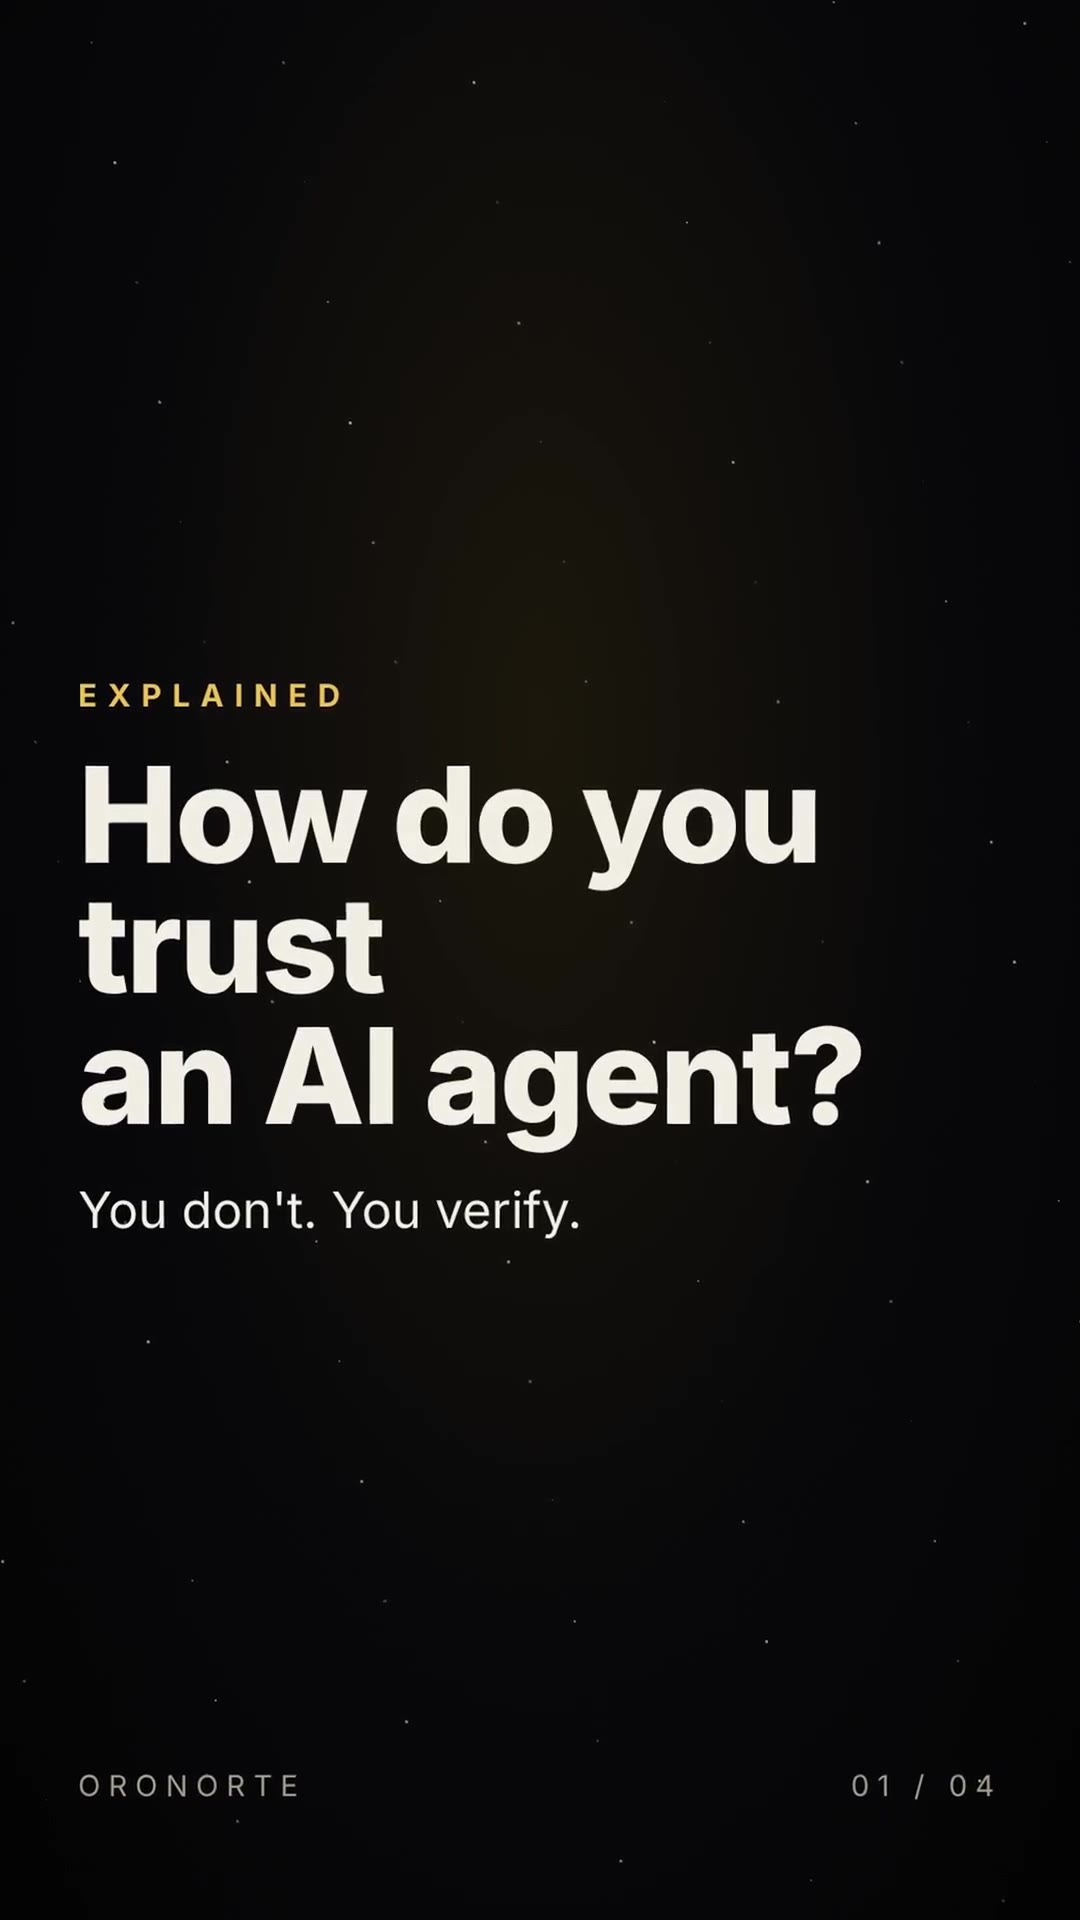 EXPLAINED
How do you
trust
an AI agent?
You don't. You verify.
ORONORTE
01 / 04